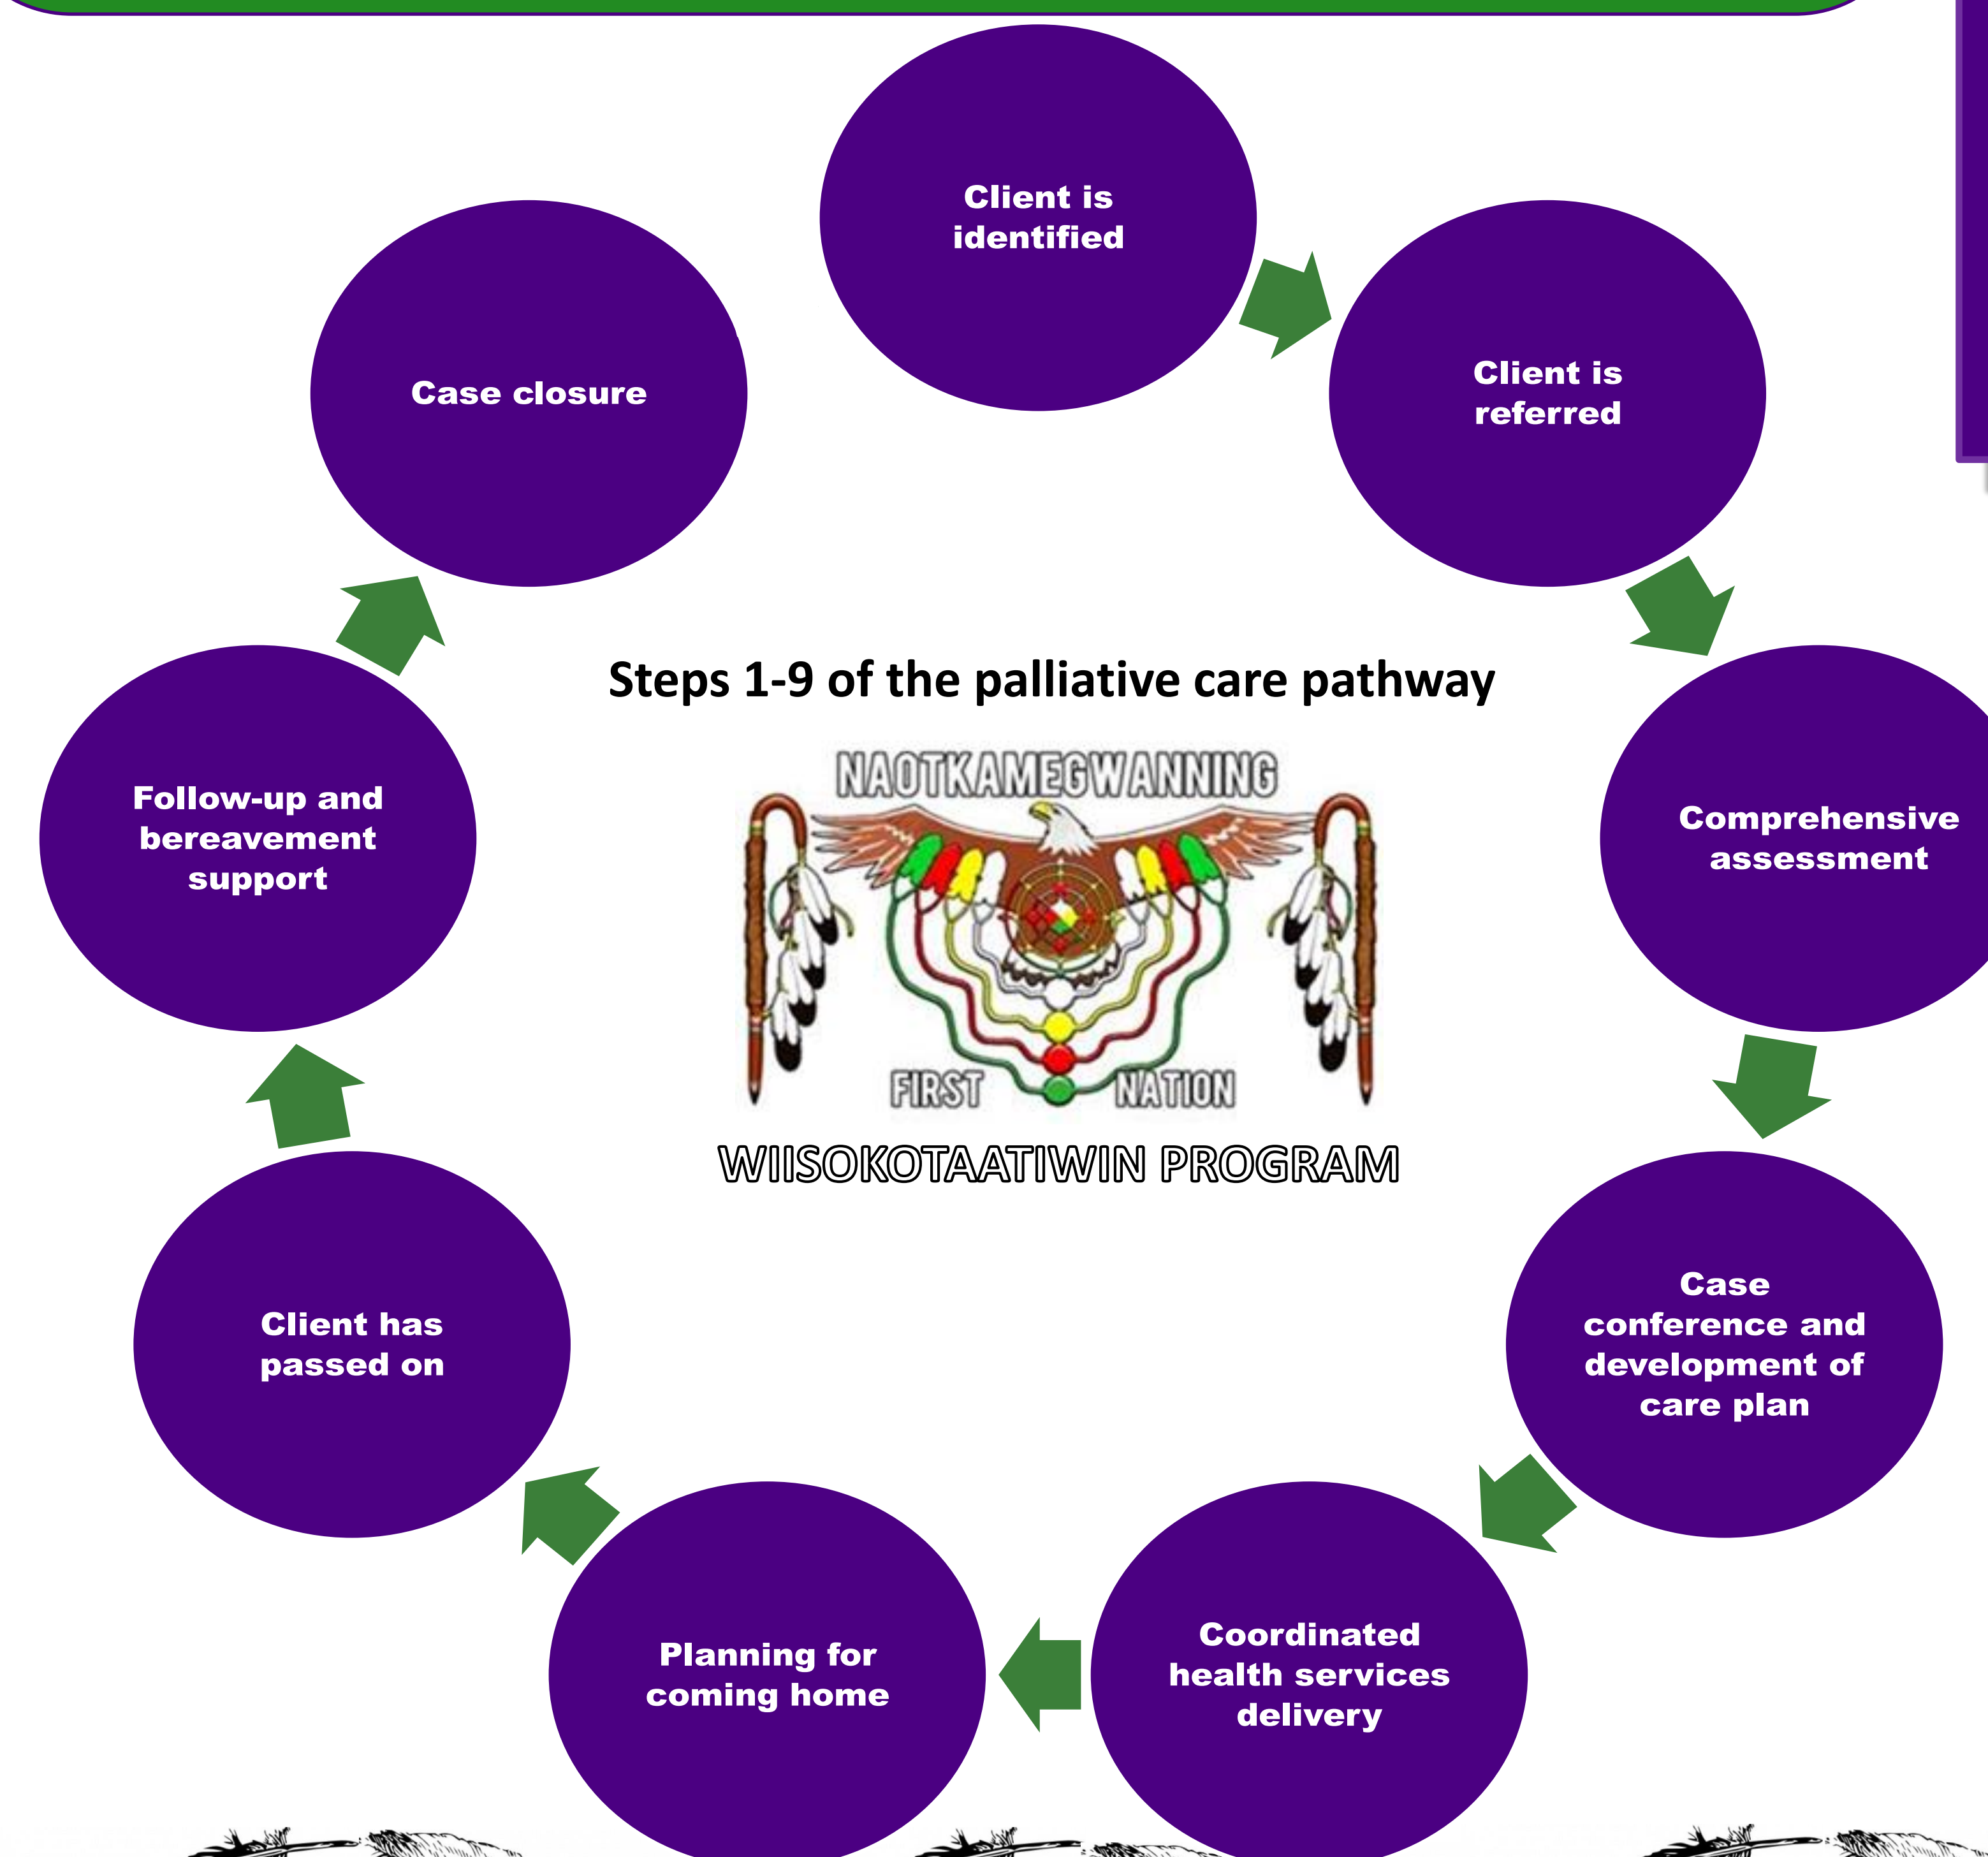 Client is
identified
Client is
referred
Comprehensive
assessment
Case
conference and
development of
care plan
Coordinated
health services
delivery
Planning for
coming home
Client has
passed on
Follow-up and
bereavement
support
Case closure
Steps 1-9 of the palliative care pathway
NAOTKAMEGWANNING
FIRST NATION
WIISOKOTAATIWIN PROGRAM